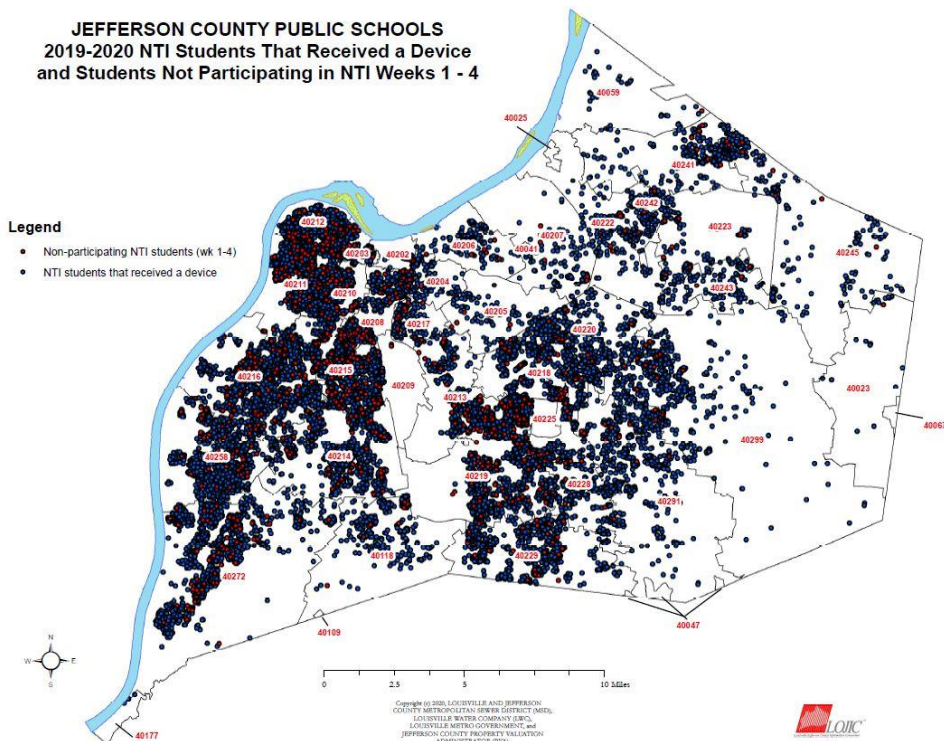 JEFFERSON COUNTY PUBLIC SCHOOLS
2019-2020 NTI Students That Received a Device
and Students Not Participating in NTI Weeks 1 - 4
40059
40025
40241
Legend
Non-participating NTI students (wk 1-4)
NTI students that received a device
40242
40212
40222
40223
40207
40206
40041
40203
40202
40245
40204
40211
40210
40243
40205
40208
40217
40220
40218
40215
40216
40209
40023
40213
40225
40067
40299
40258
40214
40219
40228
40291
40229
40118
40272
40109
40047
N
W
E
S
0
2.5
5
10 Miles
Copyright (c) 2020, LOUISVILLE AND JEFFERSON
COUNTY METROPOLITAN SEWER DISTRICT (MSD),
LOUISVILLE WATER COMPANY (LWC),
LOUISVILLE METRO GOVERNMENT, and
JEFFERSON COUNTY PROPERTY VALUATION
ADMINISTRATOR (PVA)
LOJIC
40177